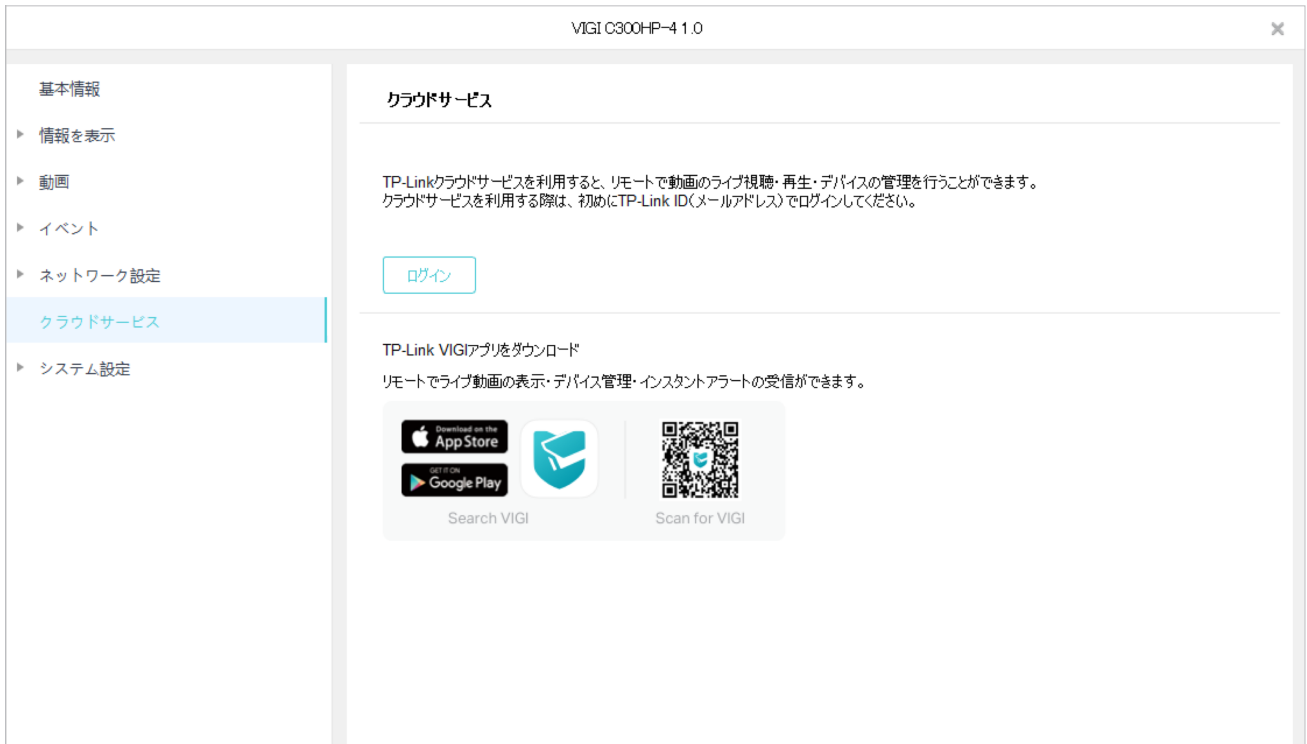 VIGI C300HP-4 1.0
基本情報
情報を表示
動画
イベント
ネットワーク設定
クラウドサービス
システム設定
クラウドサービス
TP-Linkクラウドサービスを利用すると、リモートで動画のライブ視聴・再生・デバイスの管理を行うことができます。
クラウドサービスを利用する際は、初めにTP-Link ID(メールアドレス)でログインしてください。
ログイン
TP-Link VIGIアプリをダウンロード
リモートでライブ動画の表示・デバイス管理・インスタントアラートの受信ができます。
Download on the
App Store
GET IT ON
Google Play
Search VIGI
Scan for VIGI